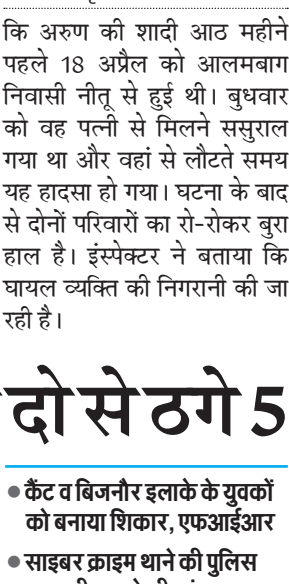 कि अरुण की शादी आठ महीने
पहले 18 अप्रैल को आलमबाग
निवासी नीतू से हुई थी। बुधवार
को वह पत्नी से मिलने ससुराल
गया था और वहां से लौटते समय
यह हादसा हो गया। घटना के बाद
से दोनों परिवारों का रो-रोकर बुरा
हाल है। इंस्पेक्टर ने बताया कि
घायल व्यक्ति की निगरानी की जा
रही है।
दो से ठगे 5
● कैंट व बिजनौर इलाके के युवकों
को बनाया शिकार, एफआईआर
● साइबर क्राइम थाने की पुलिस